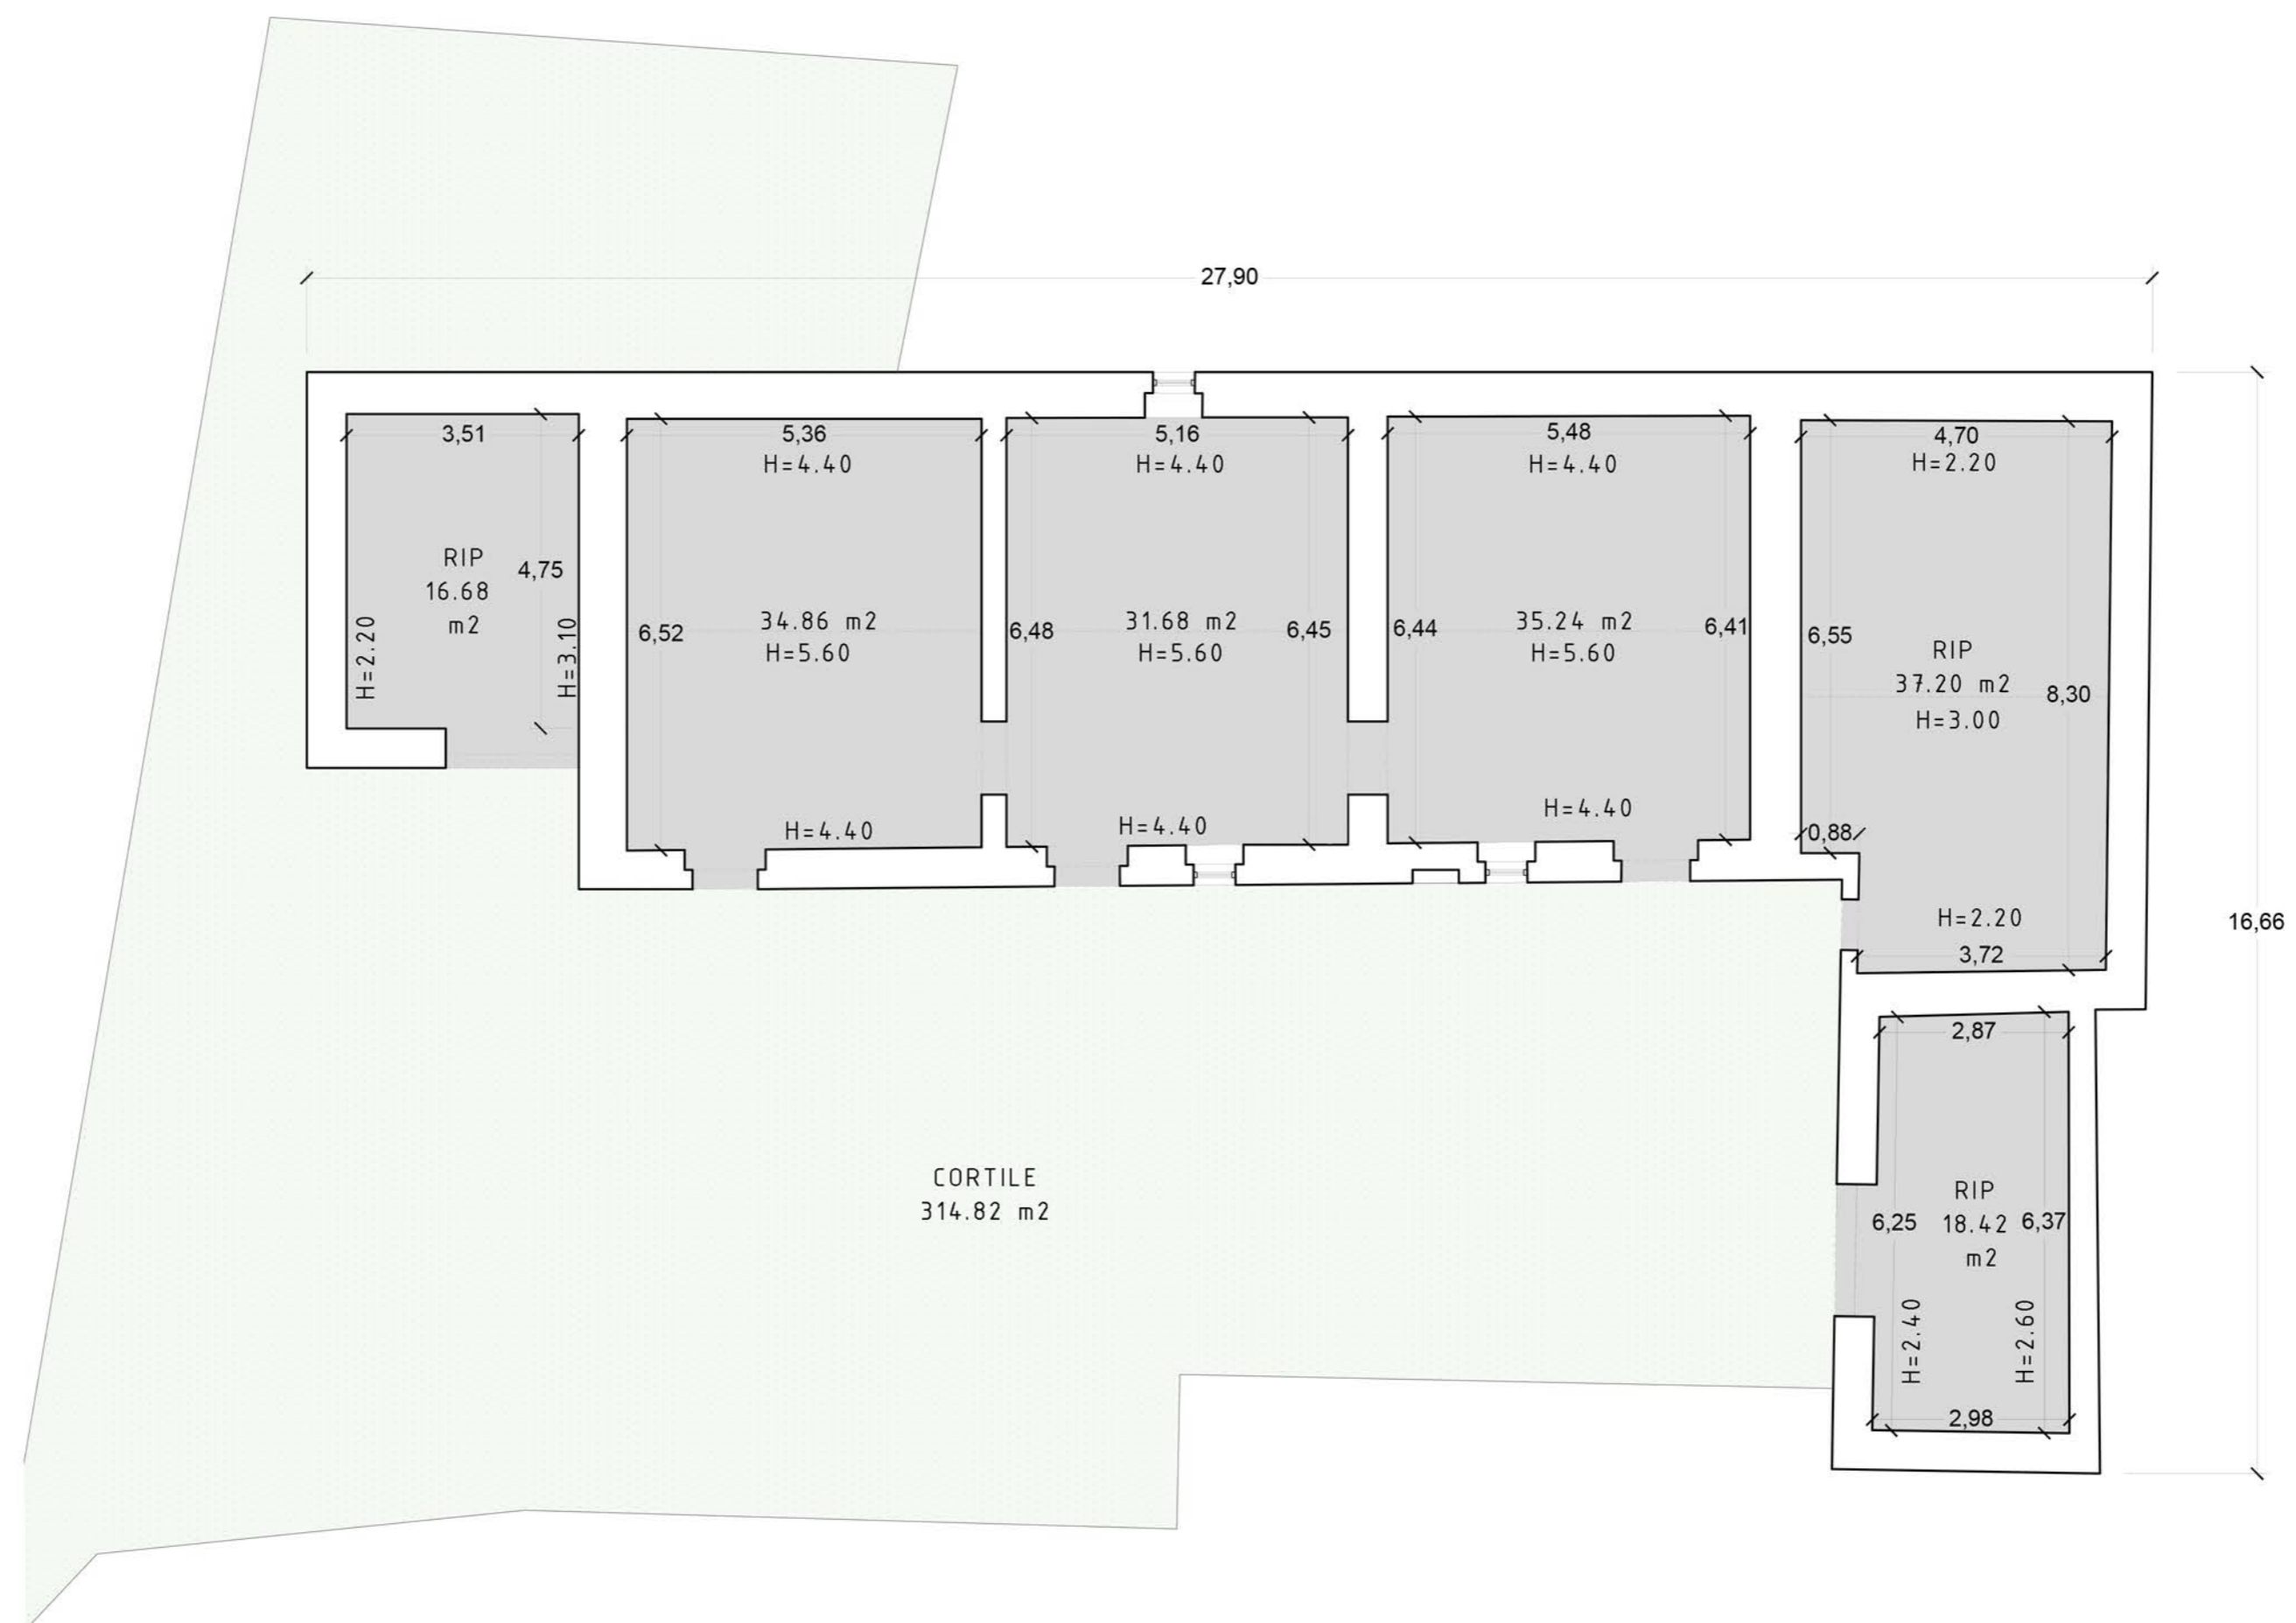 27,90
3,51
5,36
H=4.40
5,16
H=4.40
5,48
H=4.40
4,70
H=2.20
RIP
16.68
m2
4,75
H=2.20
H=3.10
6,52
34.86 m2
H=5.60
6,48
31.68 m2
H=5.60
6,45
6,44
35.24 m2
H=5.60
6,41
6,55
RIP
37.20 m2
H=3.00
8,30
H=4.40
H=4.40
H=4.40
0,88
H=2.20
3,72
16,66
2,87
CORTILE
314.82 m2
6,25
RIP
18.42
m2
6,37
H=2.40
H=2.60
2,98